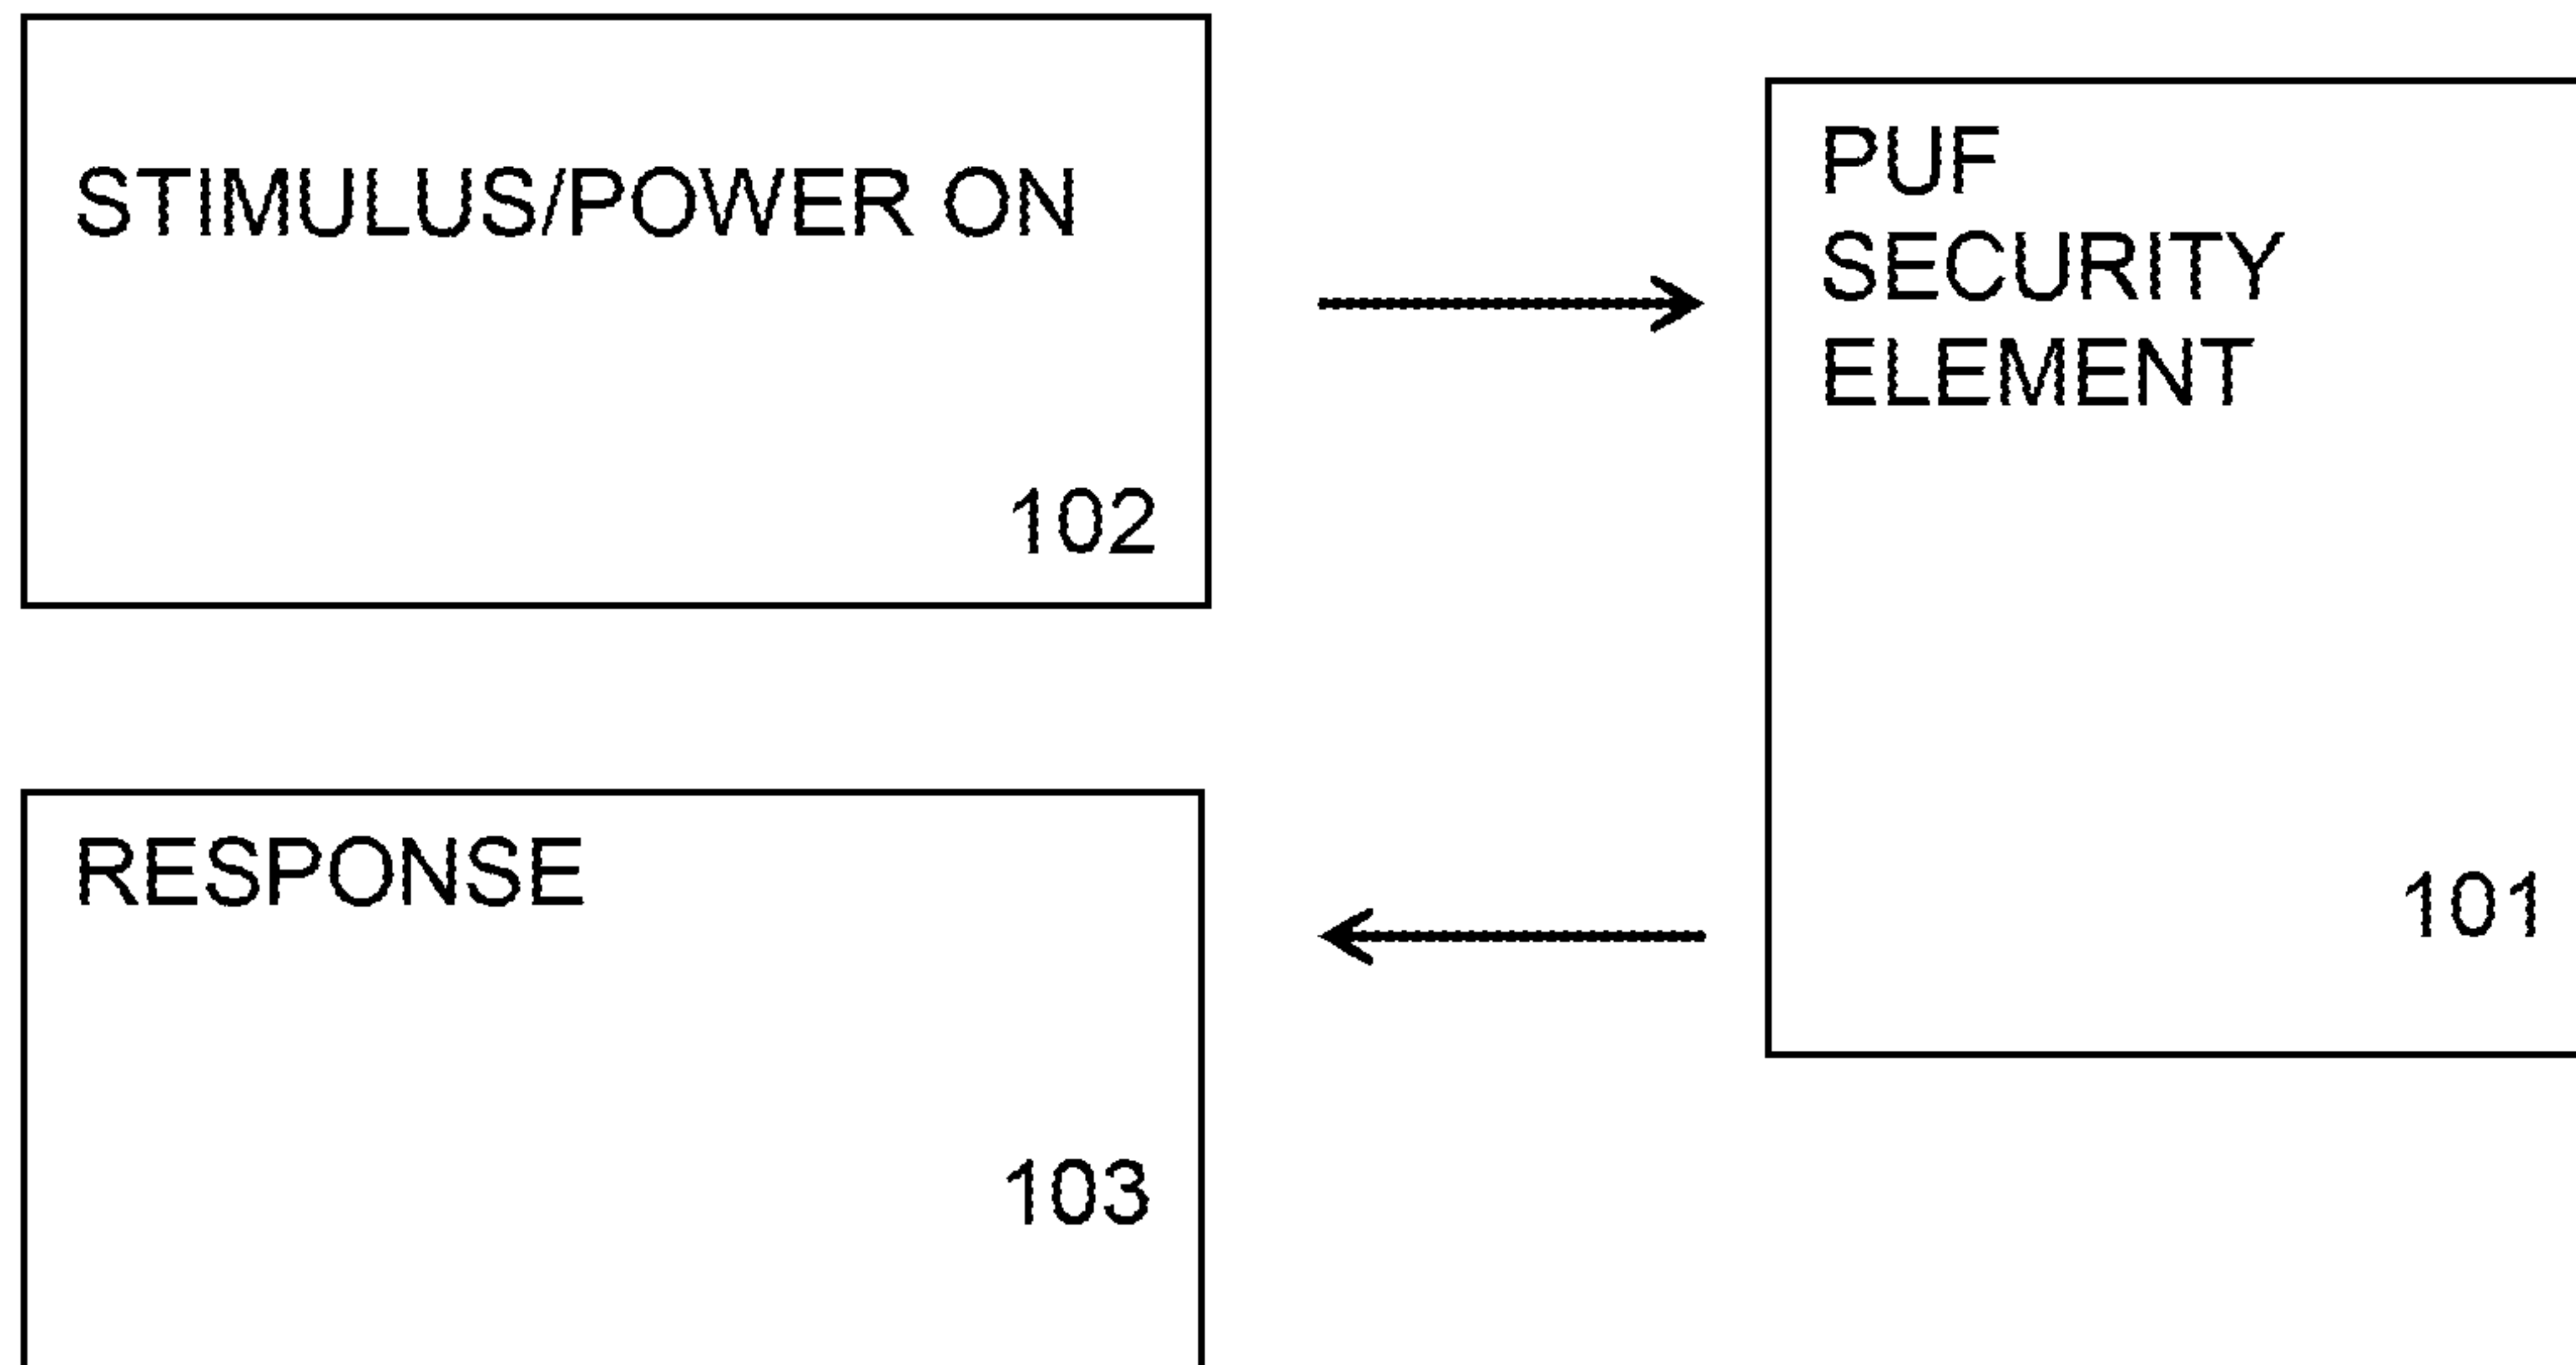 STIMULUS/POWER ON
102
PUF
SECURITY
ELEMENT
101
RESPONSE
103